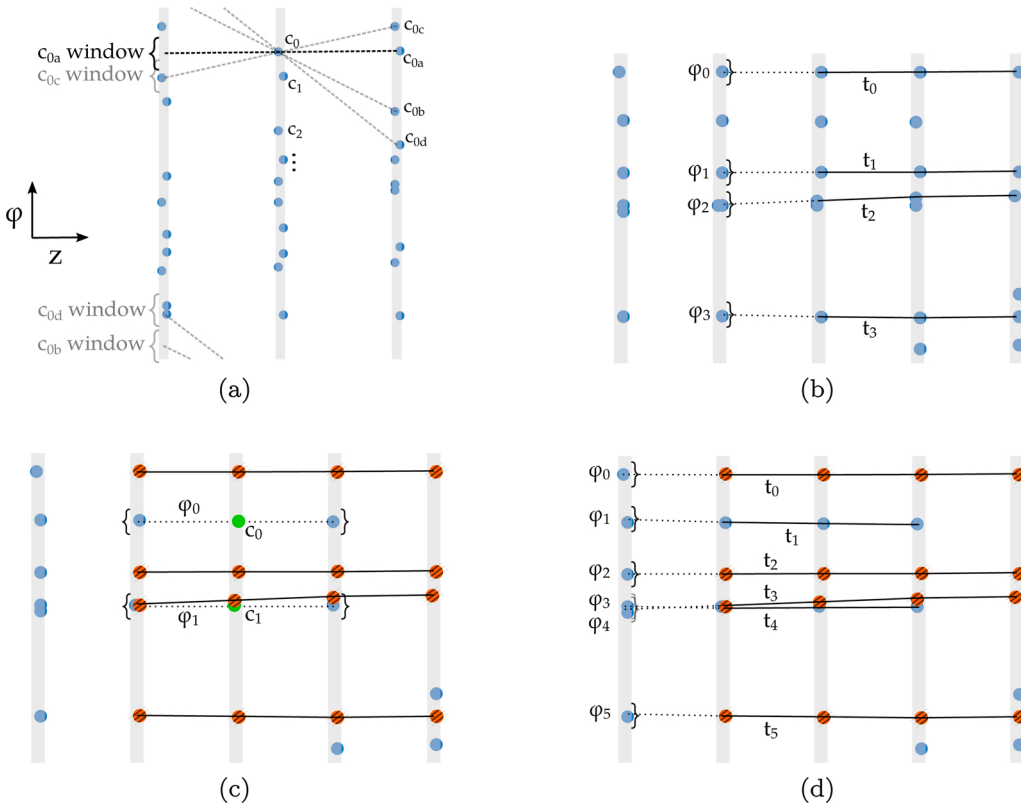 c₀
c₀c
c₀a window {
c₀a
c₀c window {
c₁
c₀b
c₂
c₀d
⋮
φ
z
c₀d window {
c₀b window {
(a)
φ₀ }
t₀
φ₁ }
t₁
φ₂ }
t₂
φ₃ }
t₃
(b)
φ₀
{ }
c₀
{ }
φ₁ c₁
(c)
φ₀ }
t₀
φ₁ }
t₁
φ₂ }
t₂
φ₃ }
t₃
φ₄ }
t₄
φ₅ }
t₅
(d)